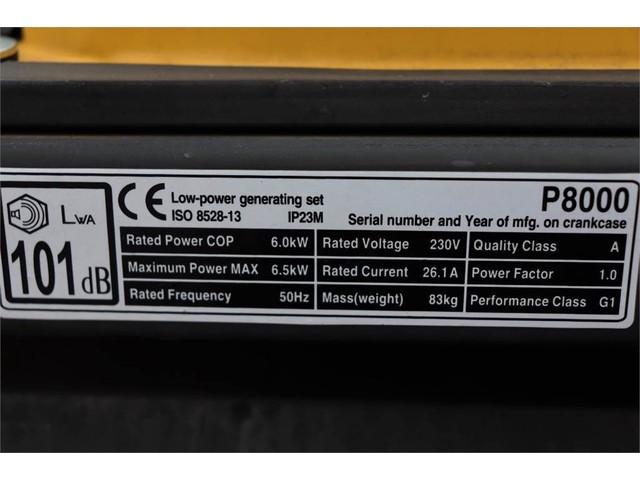 LWA
101dB
CE Low-power generating set
ISO 8528-13 IP23M
P8000
Serial number and Year of mfg. on crankcase
Rated Power COP 6.0kW Rated Voltage 230V Quality Class A
Maximum Power MAX 6.5kW Rated Current 26.1A Power Factor 1.0
Rated Frequency 50Hz Mass(weight) 83kg Performance Class G1